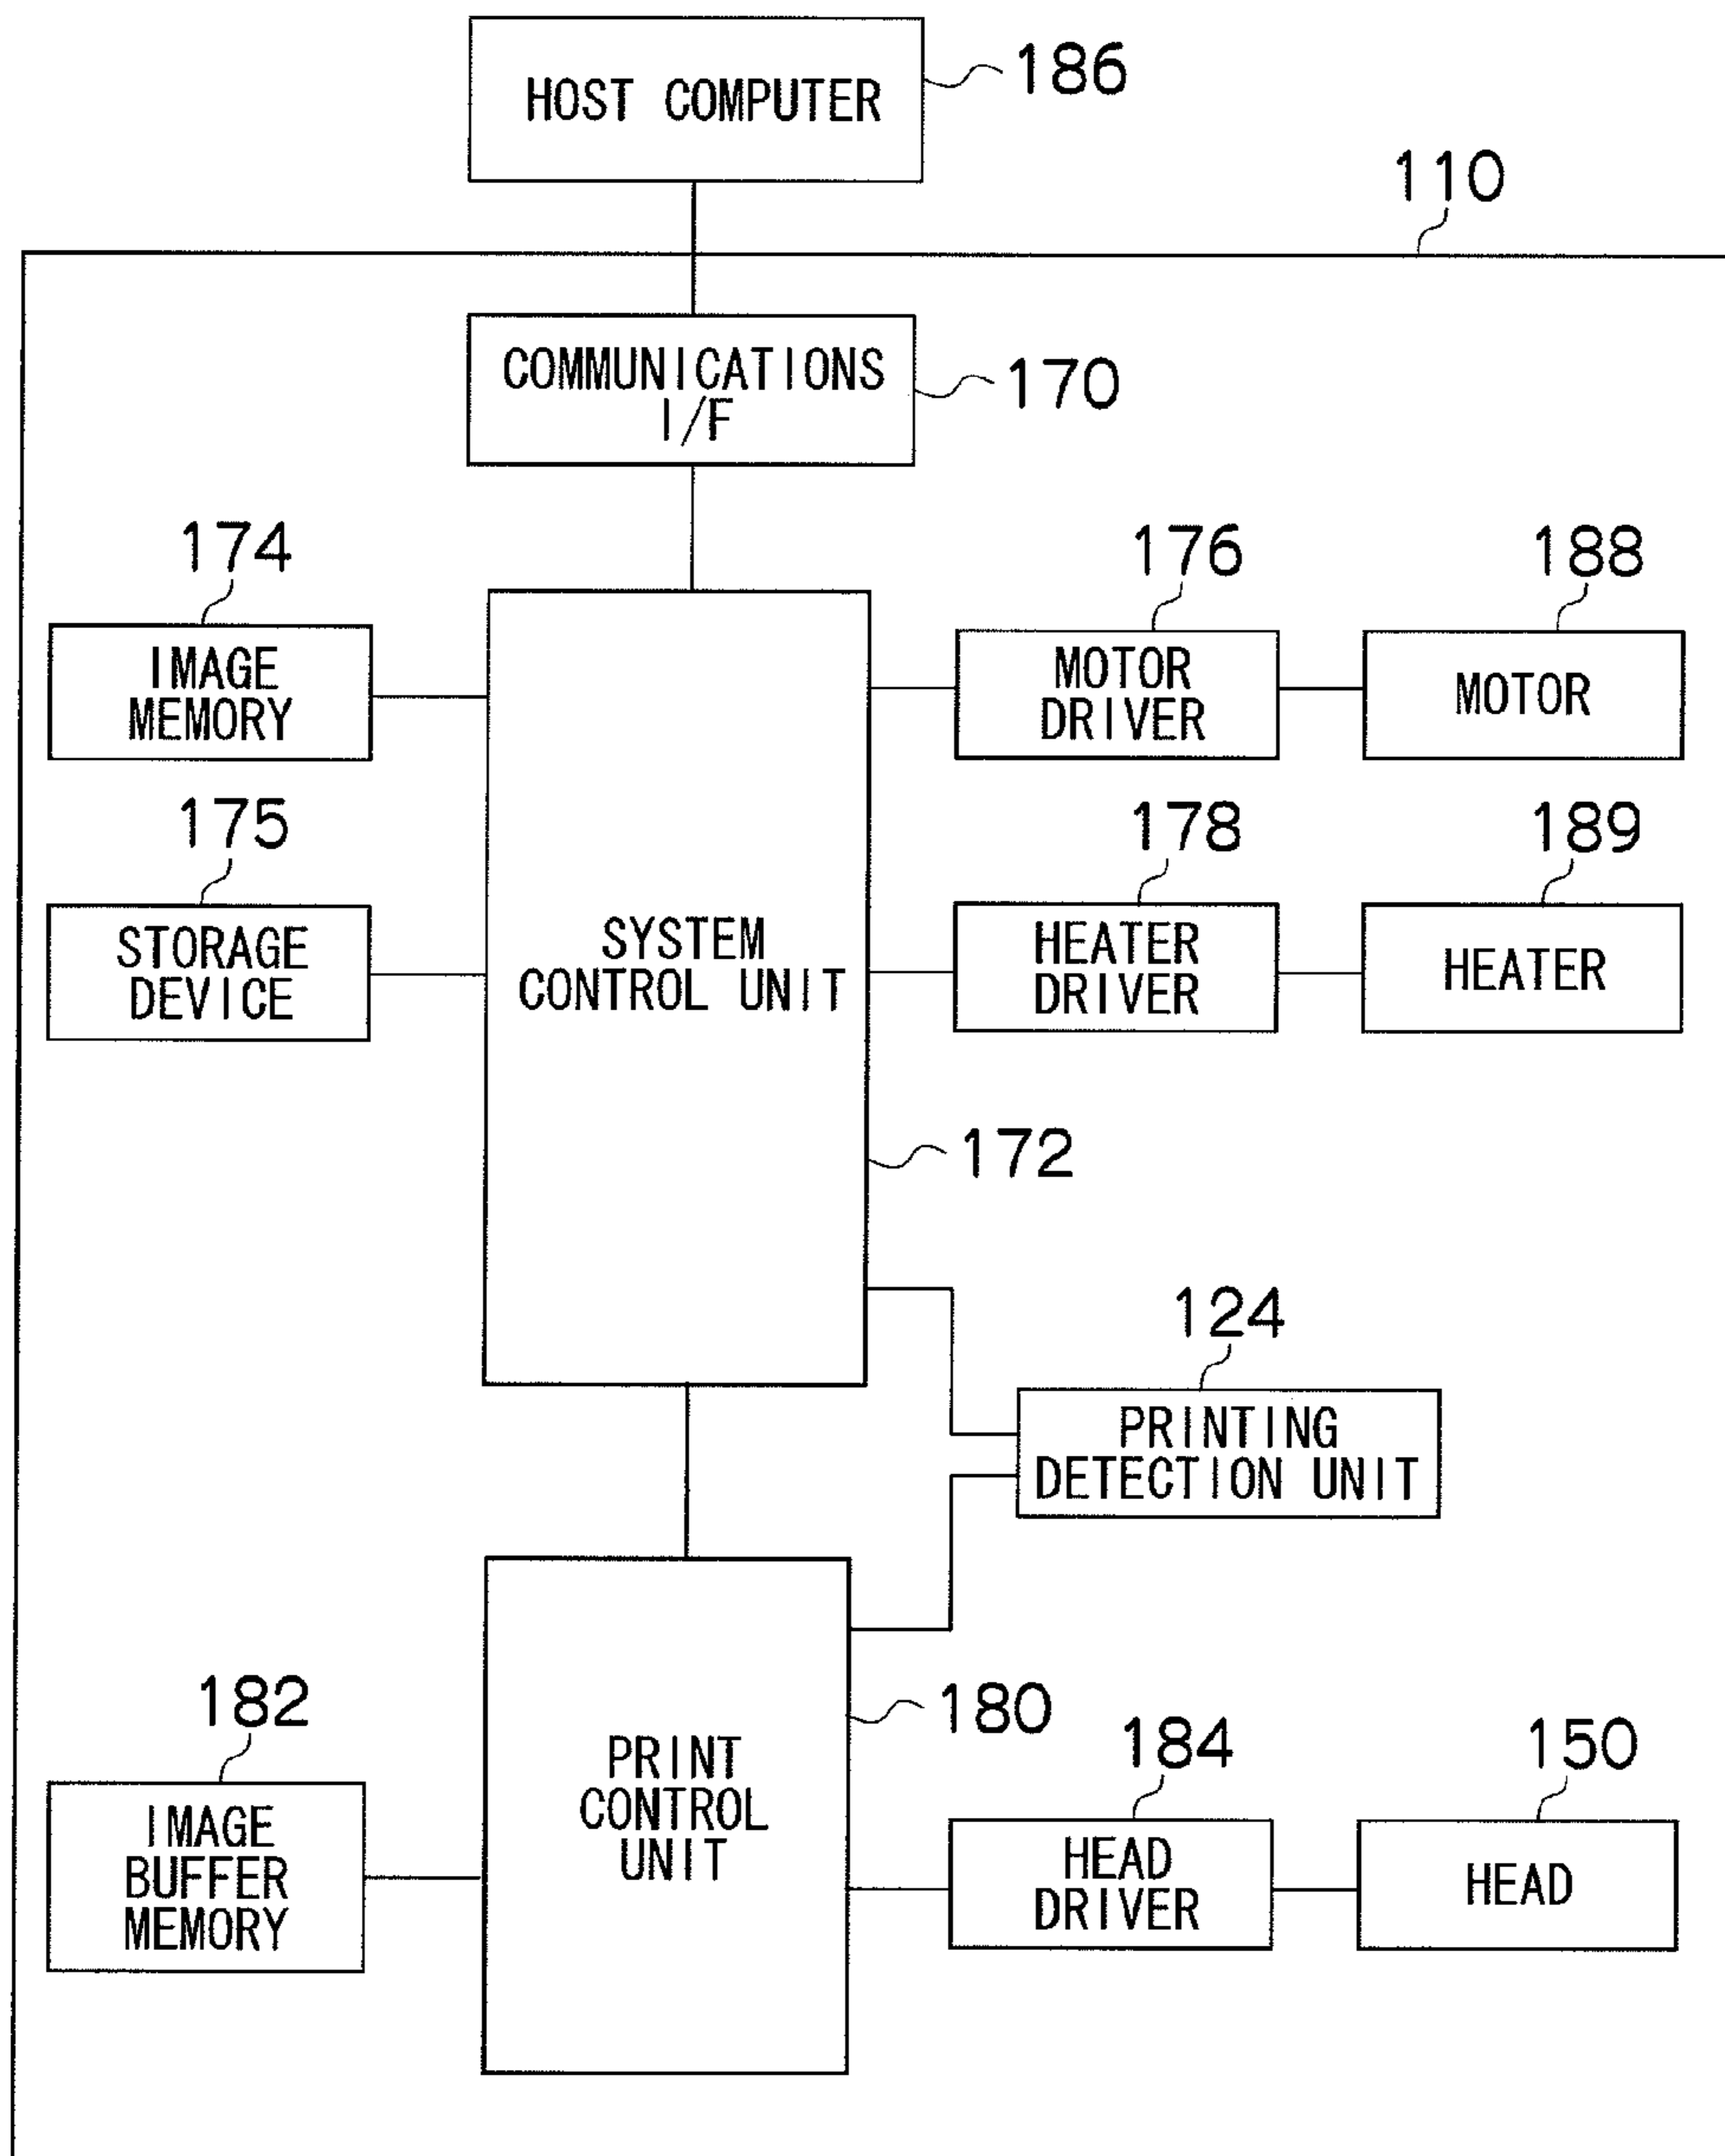 HOST COMPUTER
186
110
COMMUNICATIONS
I/F
170
174
IMAGE
MEMORY
176
MOTOR
DRIVER
188
MOTOR
175
STORAGE
DEVICE
SYSTEM
CONTROL UNIT
178
HEATER
DRIVER
189
HEATER
172
124
PRINTING
DETECTION UNIT
182
IMAGE
BUFFER
MEMORY
PRINT
CONTROL
UNIT
180
184
HEAD
DRIVER
150
HEAD